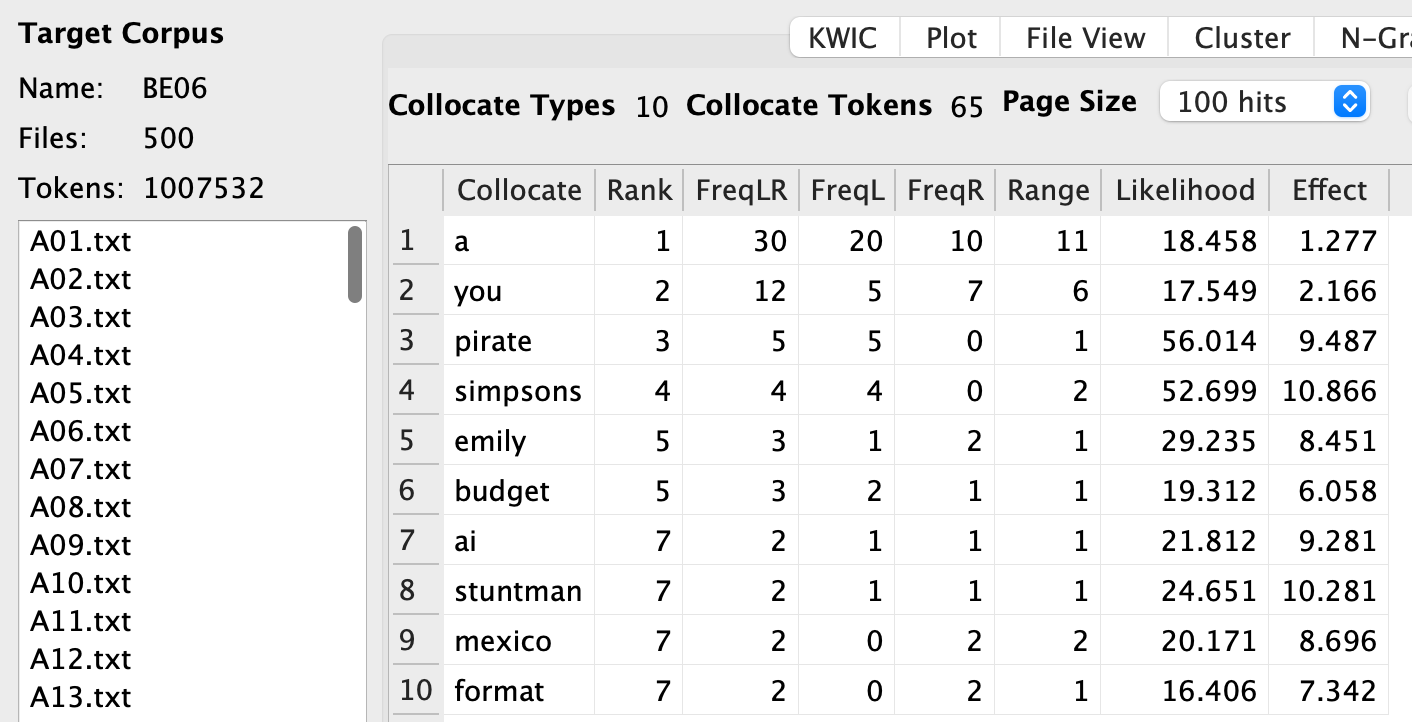 Target Corpus
Name: BE06
Files: 500
Tokens: 1007532
A01.txt
A02.txt
A03.txt
A04.txt
A05.txt
A06.txt
A07.txt
A08.txt
A09.txt
A10.txt
A11.txt
A12.txt
A13.txt
KWIC Plot File View Cluster N-Gra
Collocate Types 10 Collocate Tokens 65 Page Size 100 hits
Collocate Rank FreqLR FreqL FreqR Range Likelihood Effect
1 a 1 30 20 10 11 18.458 1.277
2 you 2 12 5 7 6 17.549 2.166
3 pirate 3 5 5 0 1 56.014 9.487
4 simpsons 4 4 4 0 2 52.699 10.866
5 emily 5 3 1 2 1 29.235 8.451
6 budget 5 3 2 1 1 19.312 6.058
7 ai 7 2 1 1 1 21.812 9.281
8 stuntman 7 2 1 1 1 24.651 10.281
9 mexico 7 2 0 2 2 20.171 8.696
10 format 7 2 0 2 1 16.406 7.342